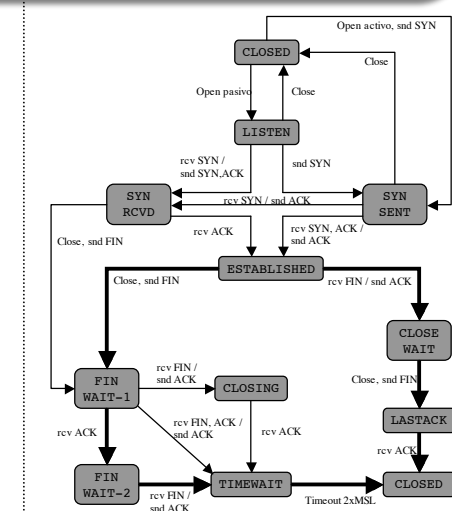 Open activo, snd SYN
CLOSED
Close
Open pasivo
Close
LISTEN
rcv SYN /
snd SYN,ACK
snd SYN
SYN
RCVD
rcv SYN / snd ACK
SYN
SENT
rcv ACK
rcv SYN, ACK /
snd ACK
Close, snd FIN
ESTABLISHED
Close, snd FIN
rcv FIN / snd ACK
CLOSE
WAIT
rcv FIN /
snd ACK
Close, snd FIN
FIN
WAIT-1
CLOSING
rcv FIN, ACK /
snd ACK
rcv ACK
LASTACK
rcv ACK
rcv ACK
FIN
WAIT-2
TIMEWAIT
CLOSED
rcv FIN /
snd ACK
Timeout 2xMSL